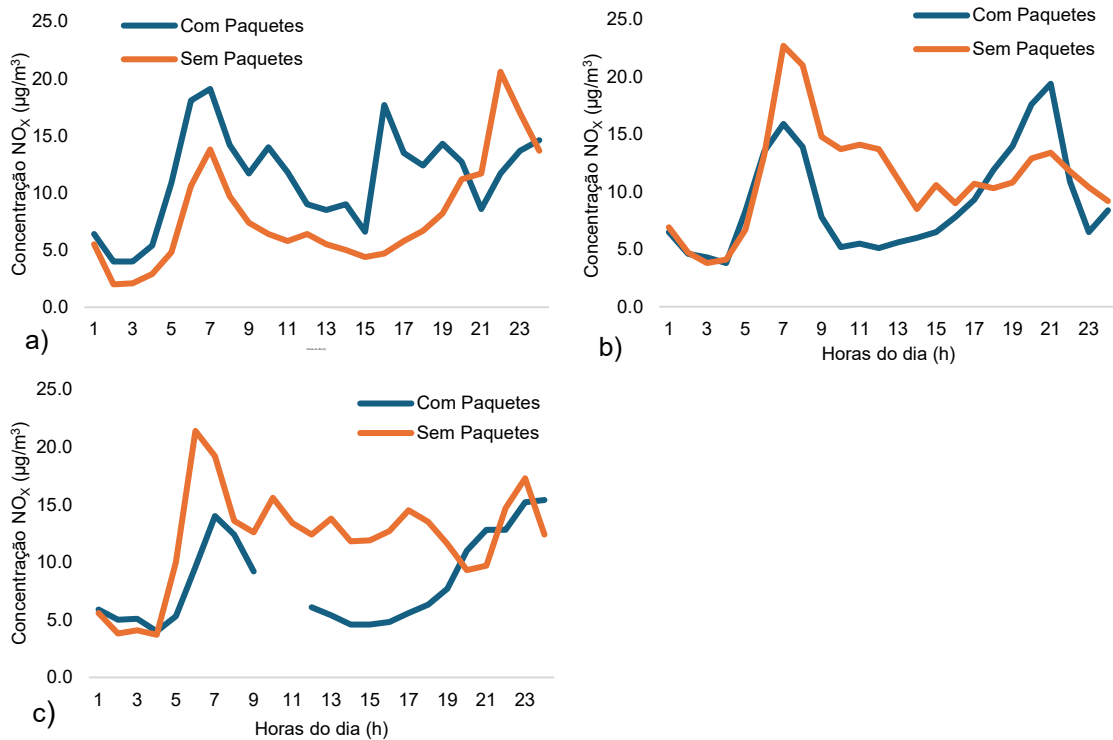 25.0
20.0
15.0
10.0
5.0
0.0
Concentração NOX (µg/m³)
Com Paquetes
Sem Paquetes
1 3 5 7 9 11 13 15 17 19 21 23
a)
25.0
20.0
15.0
10.0
5.0
0.0
Concentração NOX (µg/m³)
Com Paquetes
Sem Paquetes
1 3 5 7 9 11 13 15 17 19 21 23
Horas do dia (h)
b)
25.0
20.0
15.0
10.0
5.0
0.0
Concentração NOX (µg/m³)
Com Paquetes
Sem Paquetes
1 3 5 7 9 11 13 15 17 19 21 23
Horas do dia (h)
c)